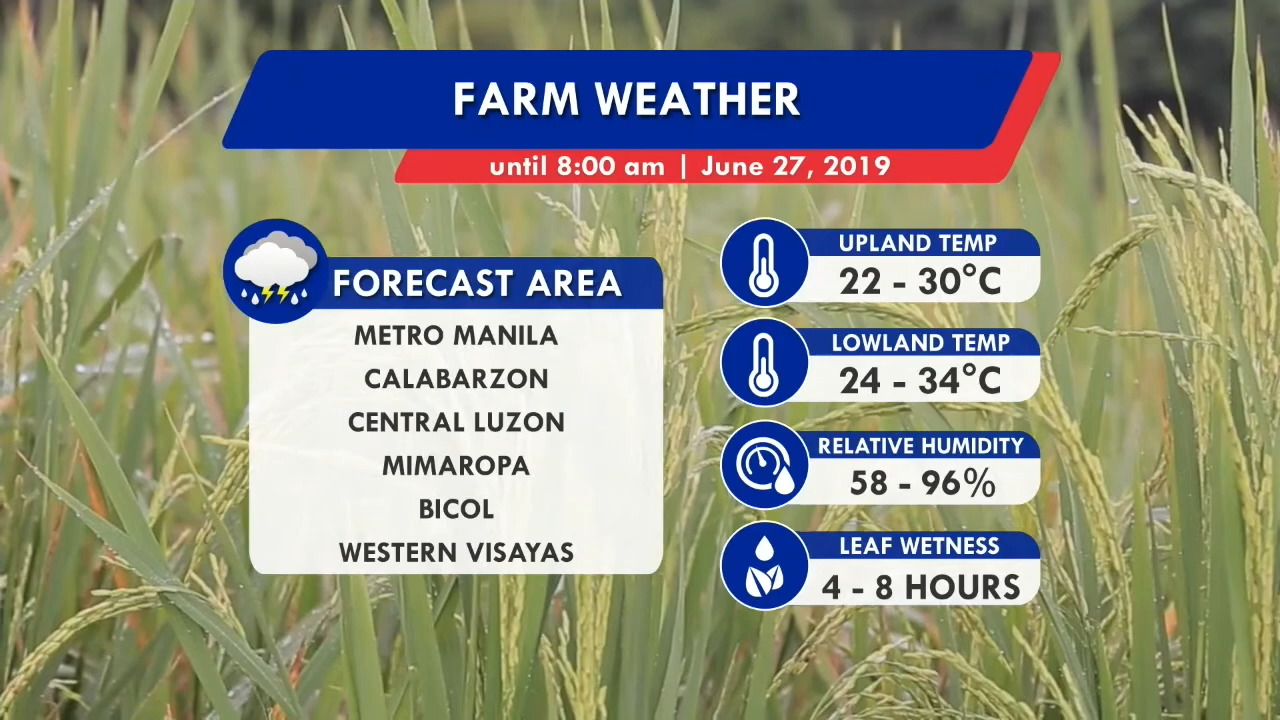 FARM WEATHER
until 8:00 am | June 27, 2019
FORECAST AREA
METRO MANILA
CALABARZON
CENTRAL LUZON
MIMAROPA
BICOL
WESTERN VISAYAS
UPLAND TEMP
22 - 30°C
LOWLAND TEMP
24 - 34°C
RELATIVE HUMIDITY
58 - 96%
LEAF WETNESS
4 - 8 HOURS